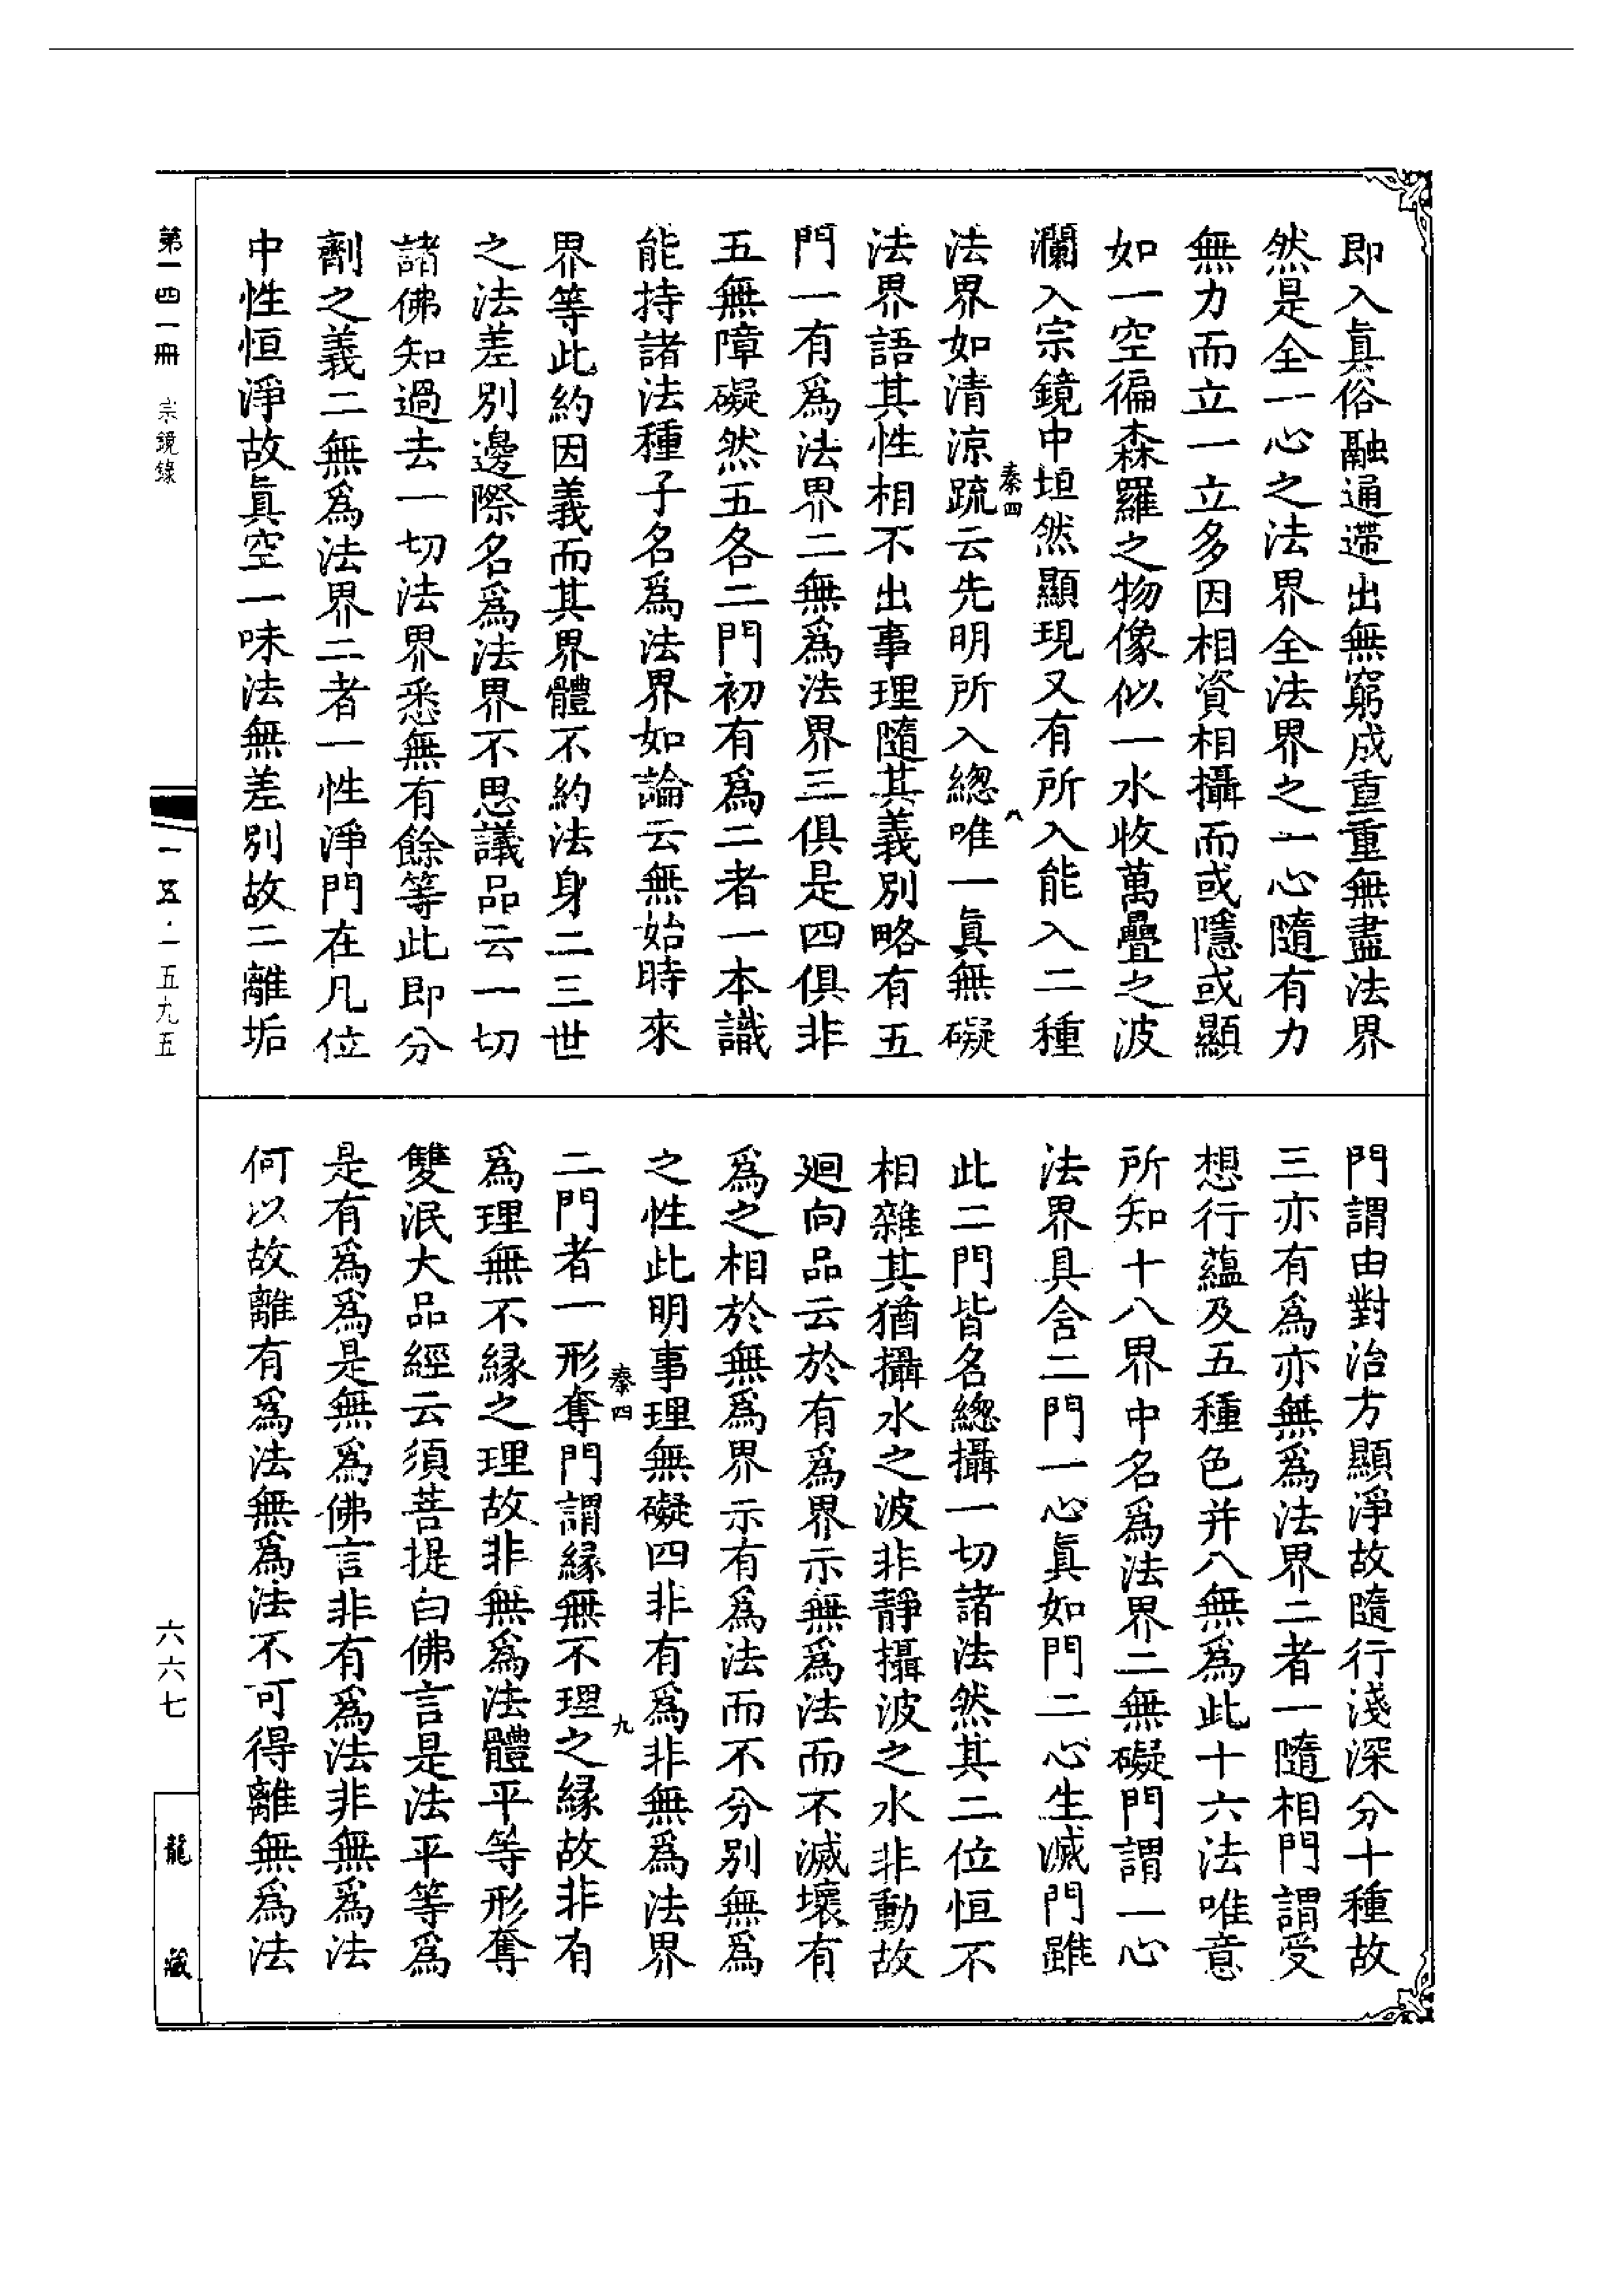 即入眞俗融通遞出無窮成重重無盡法界
然是全一心之法界全法界之一心隨有力
無力而立一立多因相資相攝而或隱或顯
如一空徧森羅之物像似一水收萬疊之波
瀾入宗鏡中坦然顯現又有所入能入二種
秦四
八
法界如清涼疏云先明所入總唯一眞無礙
法界語其性相不出事理隨其義別略有五
門一有爲法界二無爲法界三俱是四俱非
五無障礙然五各二門初有爲二者一本識
能持諸法種子名爲法界如論云無始時來
界等此約因義而其界體不約法身二三世
之法差別邊際名爲法界不思議品云一切
諸佛知過去一切法界悉無有餘等此即分
劑之義二無爲法界二者一性淨門在凡位
中性恒淨故眞空一味法無差別故二離垢
門謂由對治方顯淨故隨行淺深分十種故
三亦有爲亦無爲法界二者一隨相門謂受
想行蘊及五種色并八無爲此十六法唯意
所知十八界中名爲法界二無礙門謂一心
法界具含二門一心眞如門二心生滅門雖
此二門皆名總攝一切諸法然其二位恒不
相雜其猶攝水之波非靜攝波之水非動故
廻向品云於有爲界示無爲法而不滅壞有
爲之相於無爲界示有爲法而不分別無爲
之性此明事理無礙四非有爲非無爲法界
秦四
九
二門者一形奪門謂緣無不理之緣故非有
爲理無不緣之理故非無爲法體平等形奪
雙泯大品經云須菩提白佛言是法平等爲
是有爲爲是無爲佛言非有爲法非無爲法
何以故離有爲法無爲法不可得離無爲法
第一四一冊
宗鏡錄
一五·一五九五
六六七
龍藏